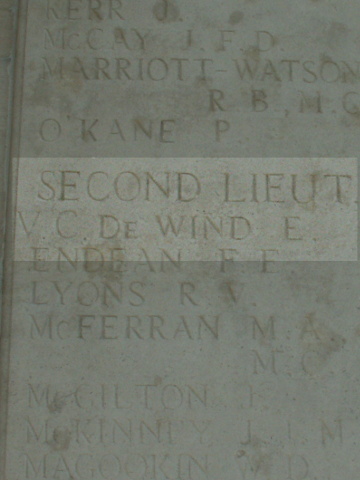 KERR J.
McCAY J. F. D.
MARRIOTT-WATSON
R. B., M.C
O'KANE P.
SECOND LIEUT.
V.C. De WIND E.
ENDEAN F. E.
LYONS R. V.
McFERRAN M. A.
M.C.
McGILTON
McKINNEY J. J. M
MAGOOKIN W. D.